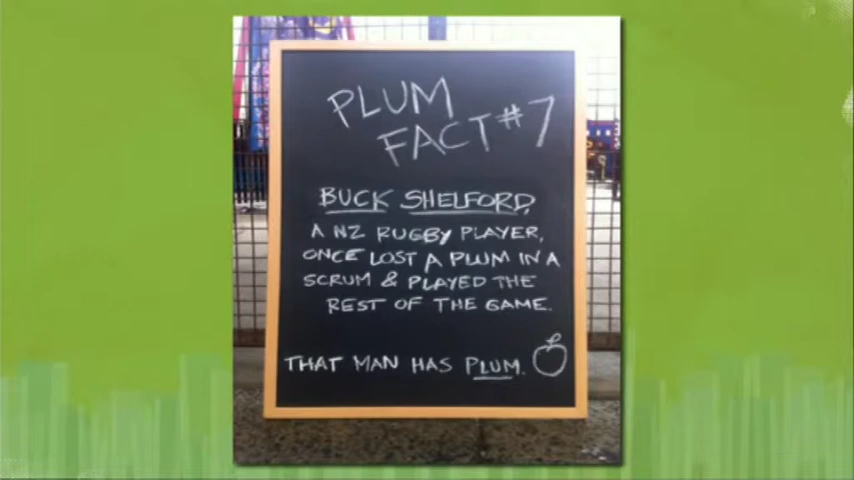 PLUM
FACT #7
BUCK SHELFORD,
A NZ RUGBY PLAYER,
ONCE LOST A PLUM IN A
SCRUM & PLAYED THE
REST OF THE GAME.
THAT MAN HAS PLUM.